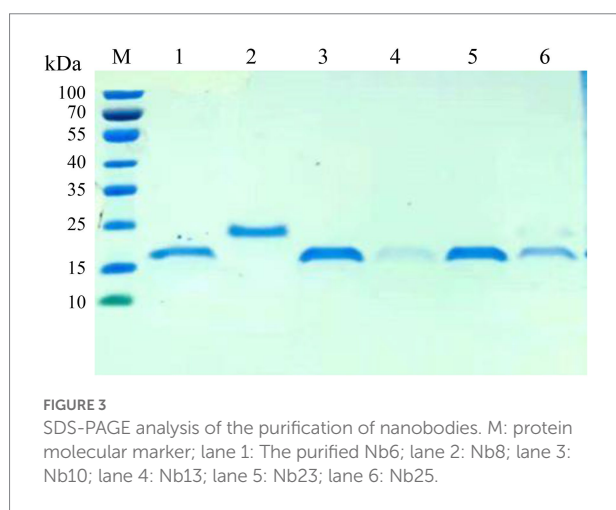 kDa M 1 2 3 4 5 6
100
70
55
40
35
25
15
10
FIGURE 3
SDS-PAGE analysis of the purification of nanobodies. M: protein
molecular marker; lane 1: The purified Nb6; lane 2: Nb8; lane 3:
Nb10; lane 4: Nb13; lane 5: Nb23; lane 6: Nb25.